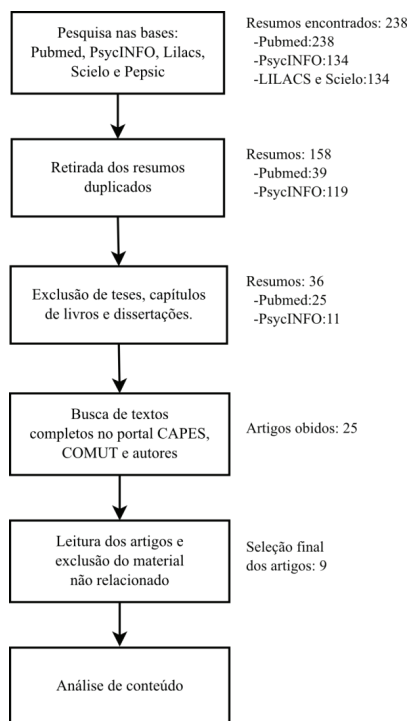 Pesquisa nas bases:
Pubmed, PsycINFO, Lilacs,
Scielo e Pepsic
Resumos encontrados: 238
-Pubmed:238
-PsycINFO:134
-LILACS e Scielo:134
Retirada dos resumos
duplicados
Resumos: 158
-Pubmed:39
-PsycINFO:119
Exclusão de teses, capítulos
de livros e dissertações.
Resumos: 36
-Pubmed:25
-PsycINFO:11
Busca de textos
completos no portal CAPES,
COMUT e autores
Artigos obidos: 25
Leitura dos artigos e
exclusão do material
não relacionado
Seleção final
dos artigos: 9
Análise de conteúdo